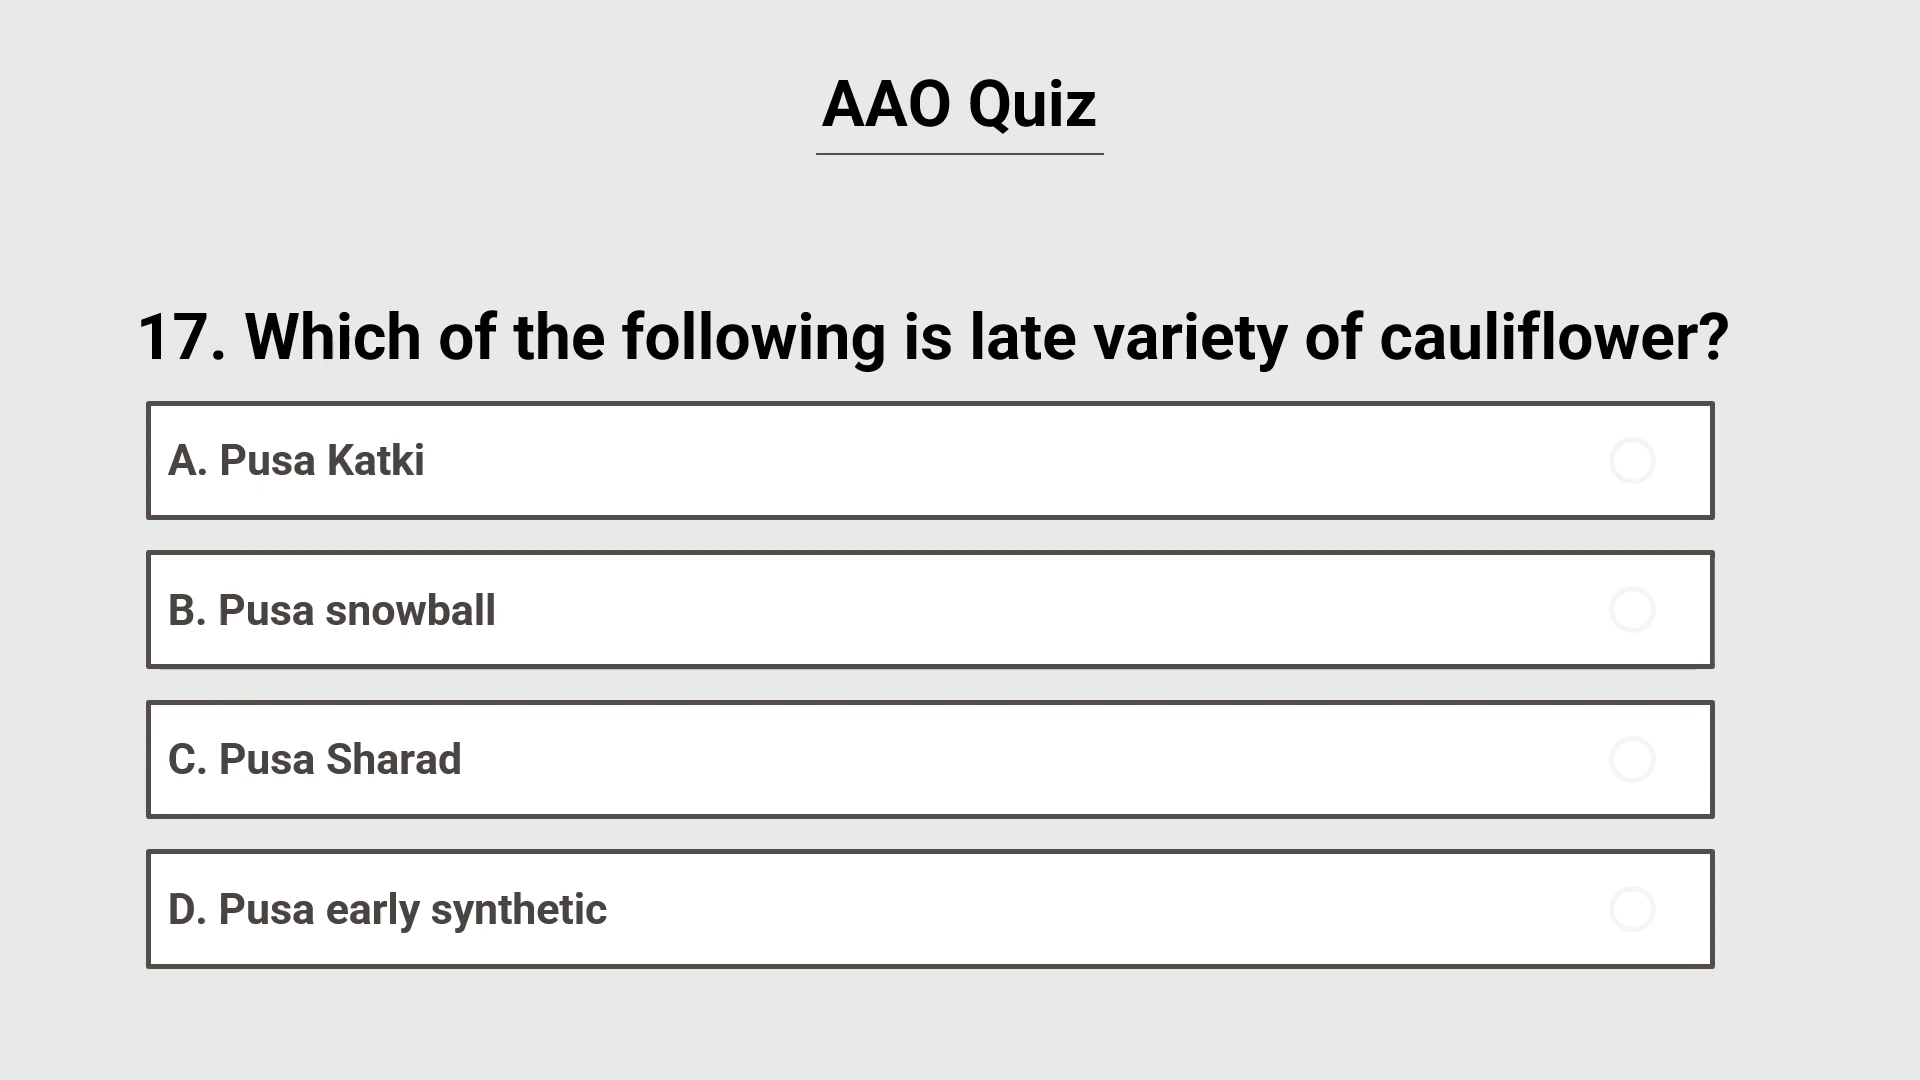 AAO Quiz
17. Which of the following is late variety of cauliflower?
A. Pusa Katki
B. Pusa snowball
C. Pusa Sharad
D. Pusa early synthetic